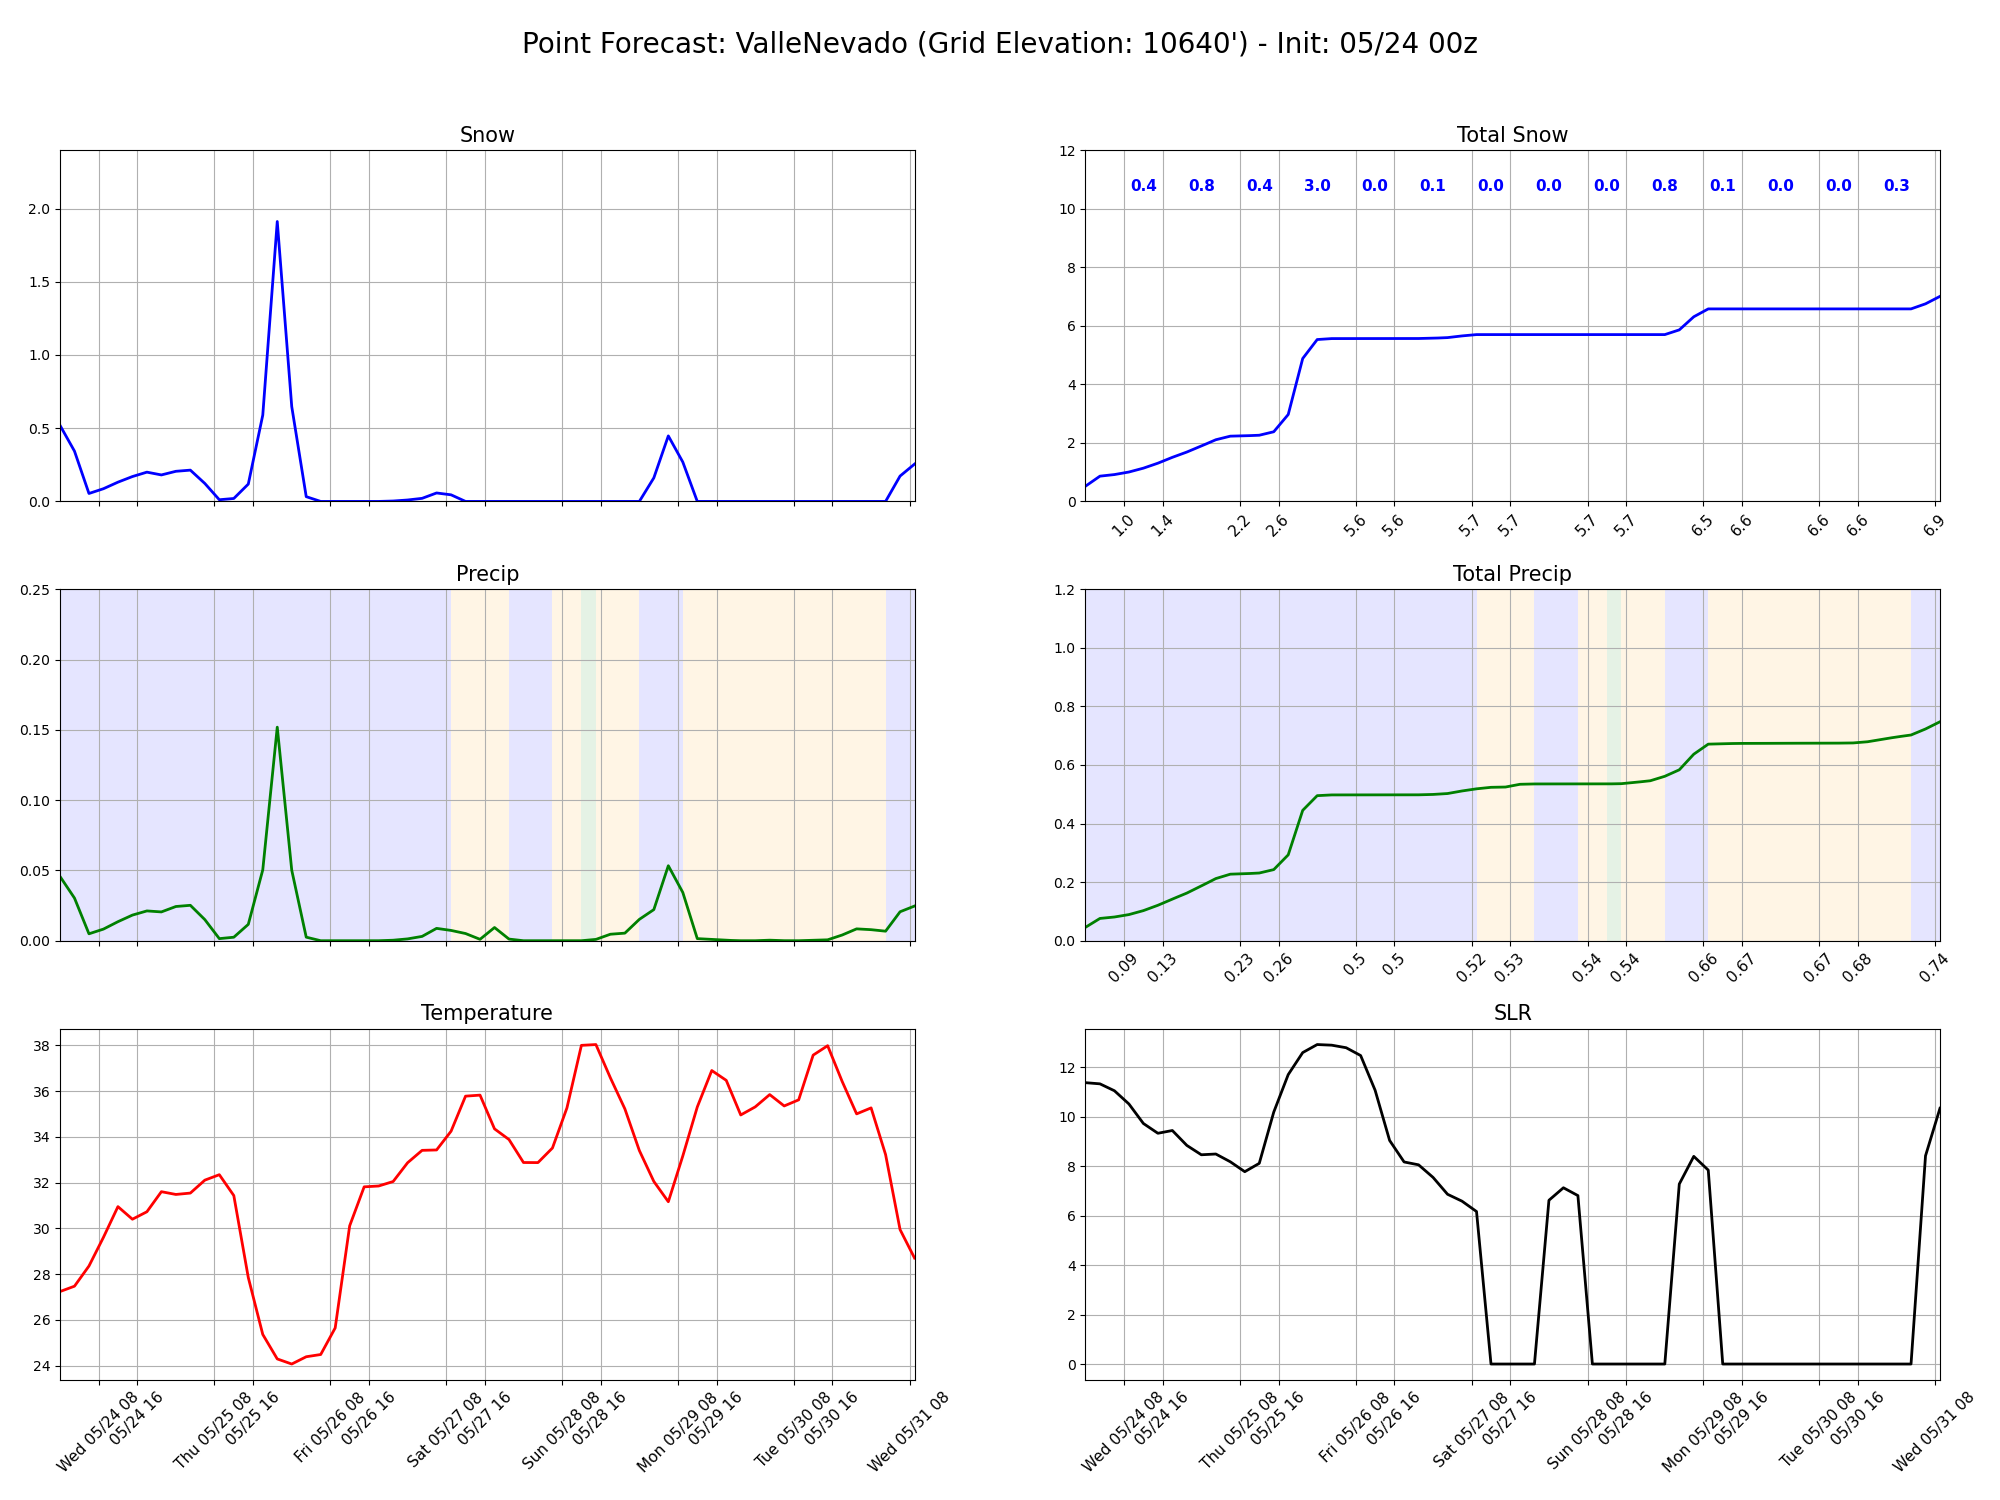 Point Forecast: ValleNevado (Grid Elevation: 10640') - Init: 05/24 00z
Snow
2.0
1.5
1.0
0.5
0.0
Total Snow
12
10
8
6
4
2
0
0.4 0.8 0.4 3.0 0.0 0.1 0.0 0.0 0.0 0.8 0.1 0.0 0.0 0.3
1.0 1.4 2.2 2.6 5.6 5.6 5.7 5.7 5.7 5.7 6.5 6.6 6.6 6.6 6.9
Precip
0.25
0.20
0.15
0.10
0.05
0.00
Total Precip
1.2
1.0
0.8
0.6
0.4
0.2
0.0
0.09 0.13 0.23 0.26 0.5 0.5 0.52 0.53 0.54 0.54 0.66 0.67 0.67 0.68 0.74
Temperature
38
36
34
32
30
28
26
24
Wed 05/24 08
05/24 16
Thu 05/25 08
05/25 16
Fri 05/26 08
05/26 16
Sat 05/27 08
05/27 16
Sun 05/28 08
05/28 16
Mon 05/29 08
05/29 16
Tue 05/30 08
05/30 16
Wed 05/31 08
SLR
12
10
8
6
4
2
0
Wed 05/24 08
05/24 16
Thu 05/25 08
05/25 16
Fri 05/26 08
05/26 16
Sat 05/27 08
05/27 16
Sun 05/28 08
05/28 16
Mon 05/29 08
05/29 16
Tue 05/30 08
05/30 16
Wed 05/31 08